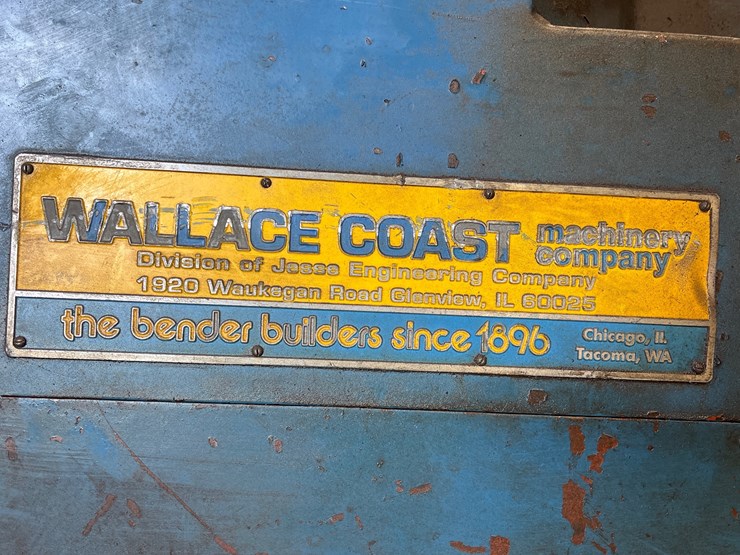 WALLACE COAST machinery company
Division of Jesse Engineering Company
1920 Waukegan Road Glenview, IL 60025
the bender builders since 1896
Chicago, IL
Tacoma, WA